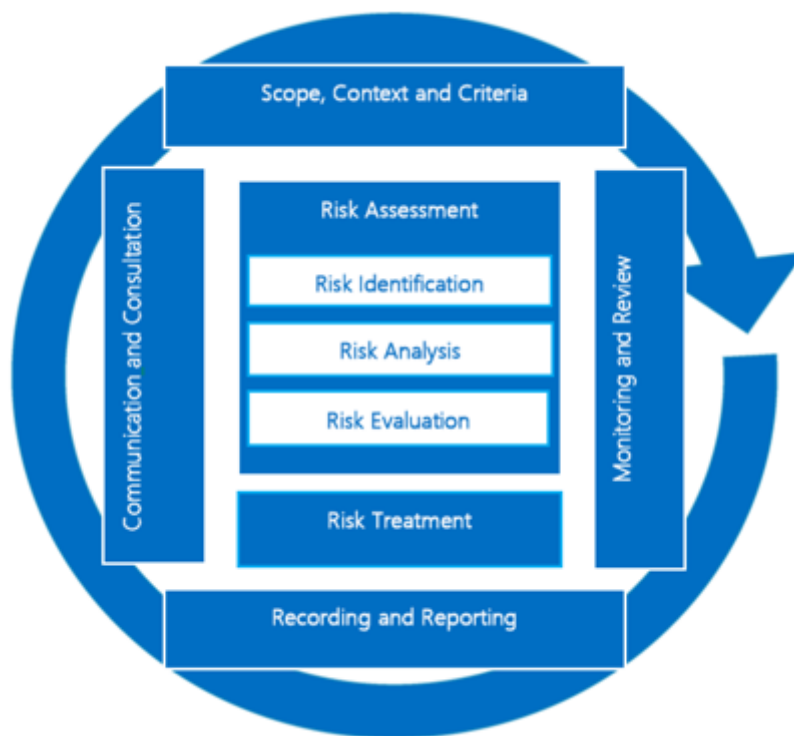 Scope, Context and Criteria
Communication and Consultation
Risk Assessment
Risk Identification
Risk Analysis
Risk Evaluation
Risk Treatment
Monitoring and Review
Recording and Reporting